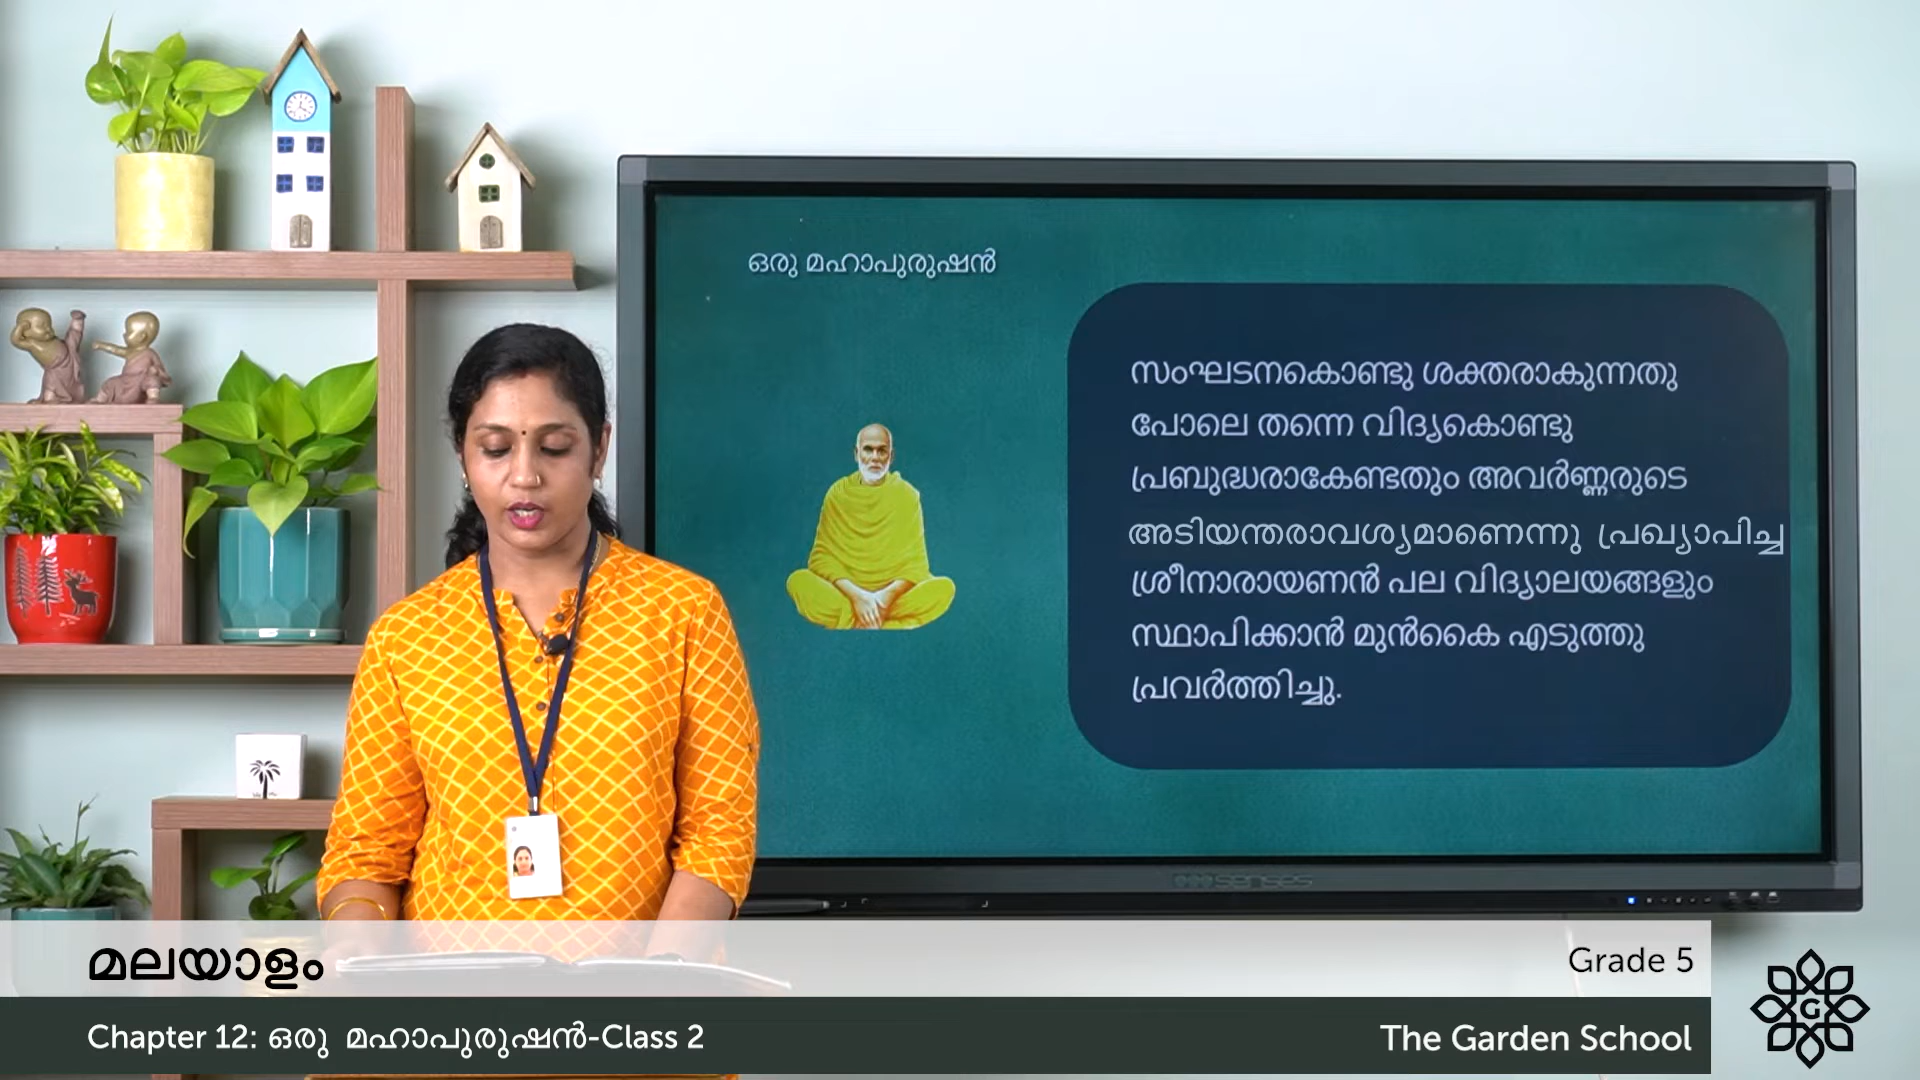 ഒരു മഹാപുരുഷൻ
സംഘടനകൊണ്ടു ശക്തരാകുന്നതു
പോലെ തന്നെ വിദ്യകൊണ്ടു
പ്രബുദ്ധരാകേണ്ടതും അവർണ്ണരുടെ
അടിയന്തരാവശ്യമാണെന്നു പ്രഖ്യാപിച്ച
ശ്രീനാരായണൻ പല വിദ്യാലയങ്ങളും
സ്ഥാപിക്കാൻ മുൻകൈ എടുത്തു
പ്രവർത്തിച്ചു.
senses
മലയാളം
Grade 5
Chapter 12: ഒരു മഹാപുരുഷൻ-Class 2
The Garden School
G